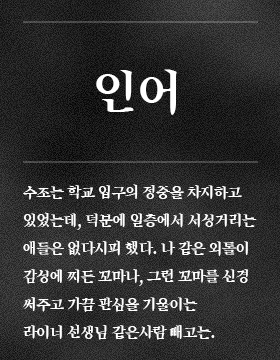 인어
수조는 학교 입구의 정중을 차지하고
있었는데, 덕분에 일층에서 서성거리는
애들은 없다시피 했다. 나 같은 외톨이
감상에 찌든 꼬마나, 그런 꼬마를 신경
써주고 가끔 관심을 기울이는
라이너 선생님 같은사람 빼고는.